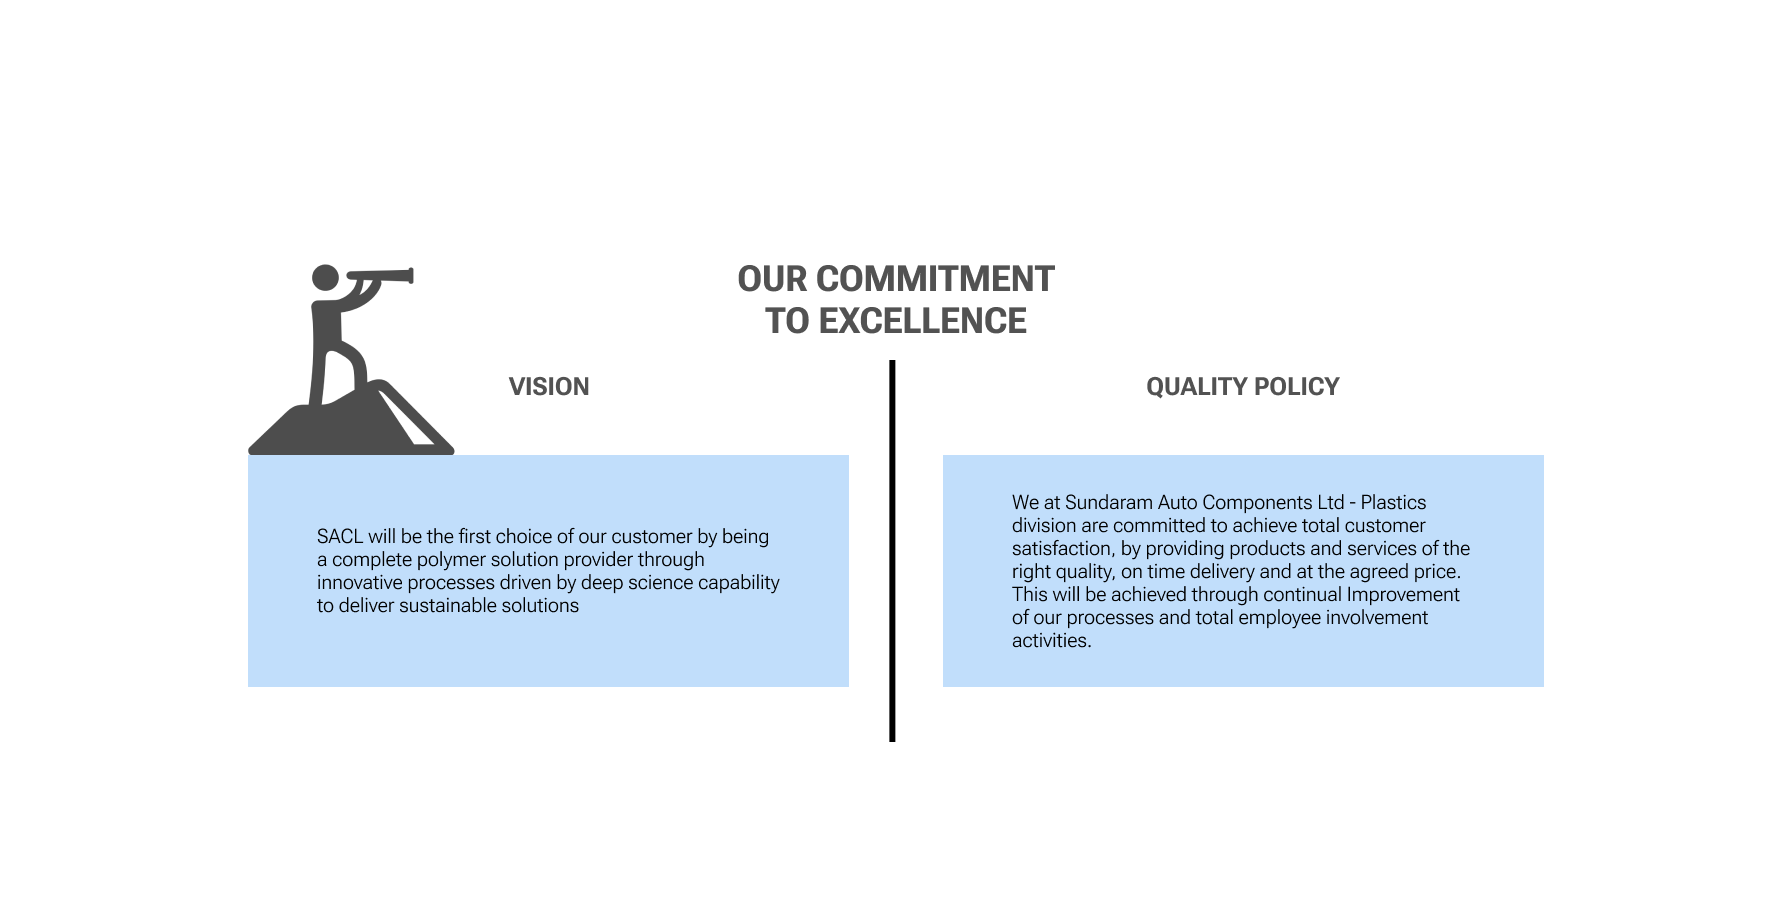 OUR COMMITMENT
TO EXCELLENCE
VISION
SACL will be the first choice of our customer by being
a complete polymer solution provider through
innovative processes driven by deep science capability
to deliver sustainable solutions
QUALITY POLICY
We at Sundaram Auto Components Ltd - Plastics
division are committed to achieve total customer
satisfaction, by providing products and services of the
right quality, on time delivery and at the agreed price.
This will be achieved through continual Improvement
of our processes and total employee involvement
activities.